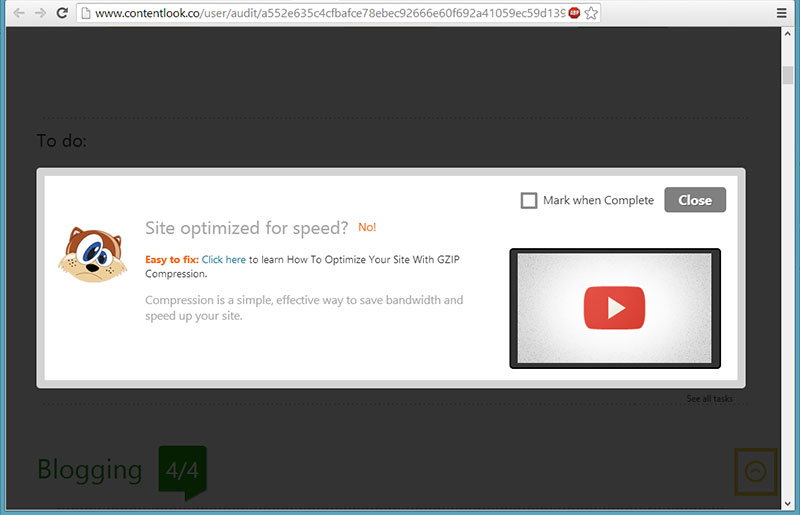 www.contentlook.co/user/audit/a552e635c4cfbafce78ebec92666e60f692a41059ec59d139
ABP
To do:
Mark when Complete
Close
Site optimized for speed? No!
Easy to fix: Click here to learn How To Optimize Your Site With GZIP
Compression.
Compression is a simple, effective way to save bandwidth and
speed up your site.
See all tasks
Blogging 4/4